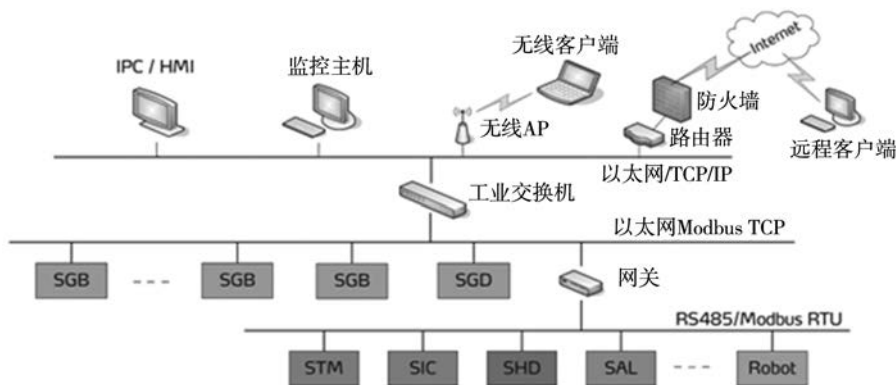 Internet
无线客户端
IPC / HMI
监控主机
防火墙
无线AP
路由器
远程客户端
以太网/TCP/IP
工业交换机
以太网Modbus TCP
SGB
SGB
SGB
SGD
网关
RS485/Modbus RTU
STM
SIC
SHD
SAL
Robot